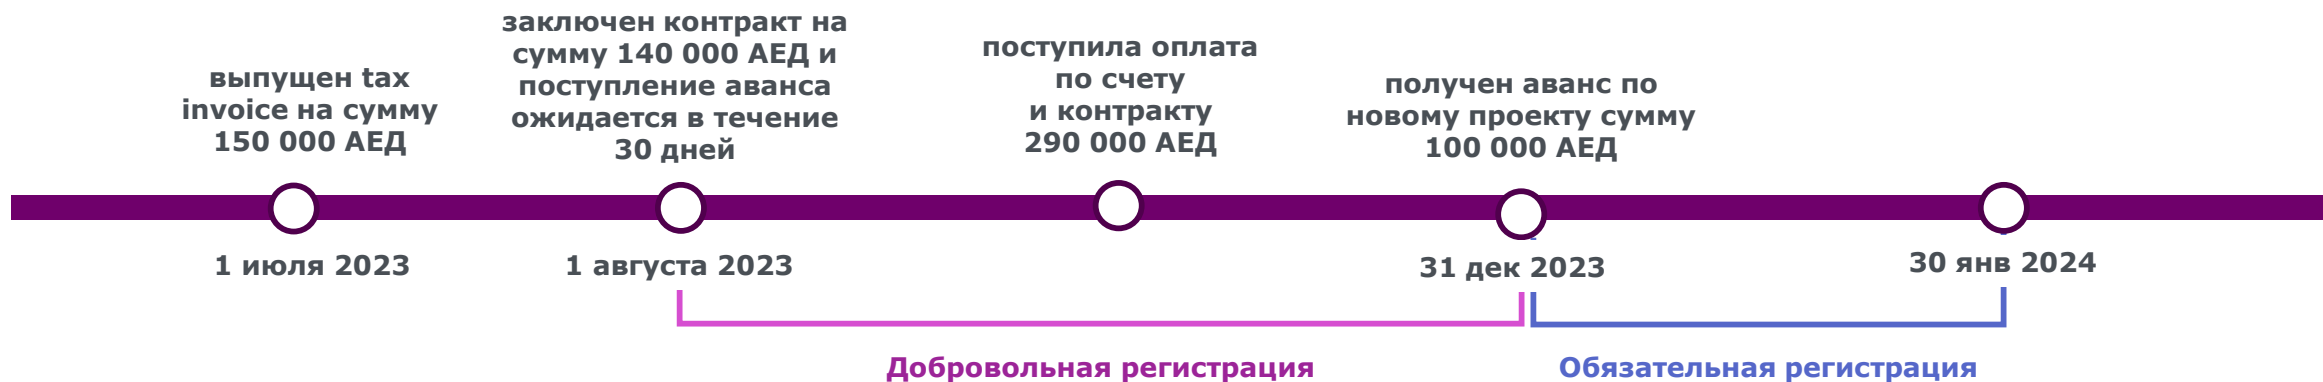 выпущен tax
invoice на сумму
150 000 АЕД
заключен контракт на
сумму 140 000 АЕД и
поступление аванса
ожидается в течение
30 дней
поступила оплата
по счету
и контракту
290 000 АЕД
получен аванс по
новому проекту сумму
100 000 АЕД
1 июля 2023
1 августа 2023
31 дек 2023
30 янв 2024
Добровольная регистрация
Обязательная регистрация